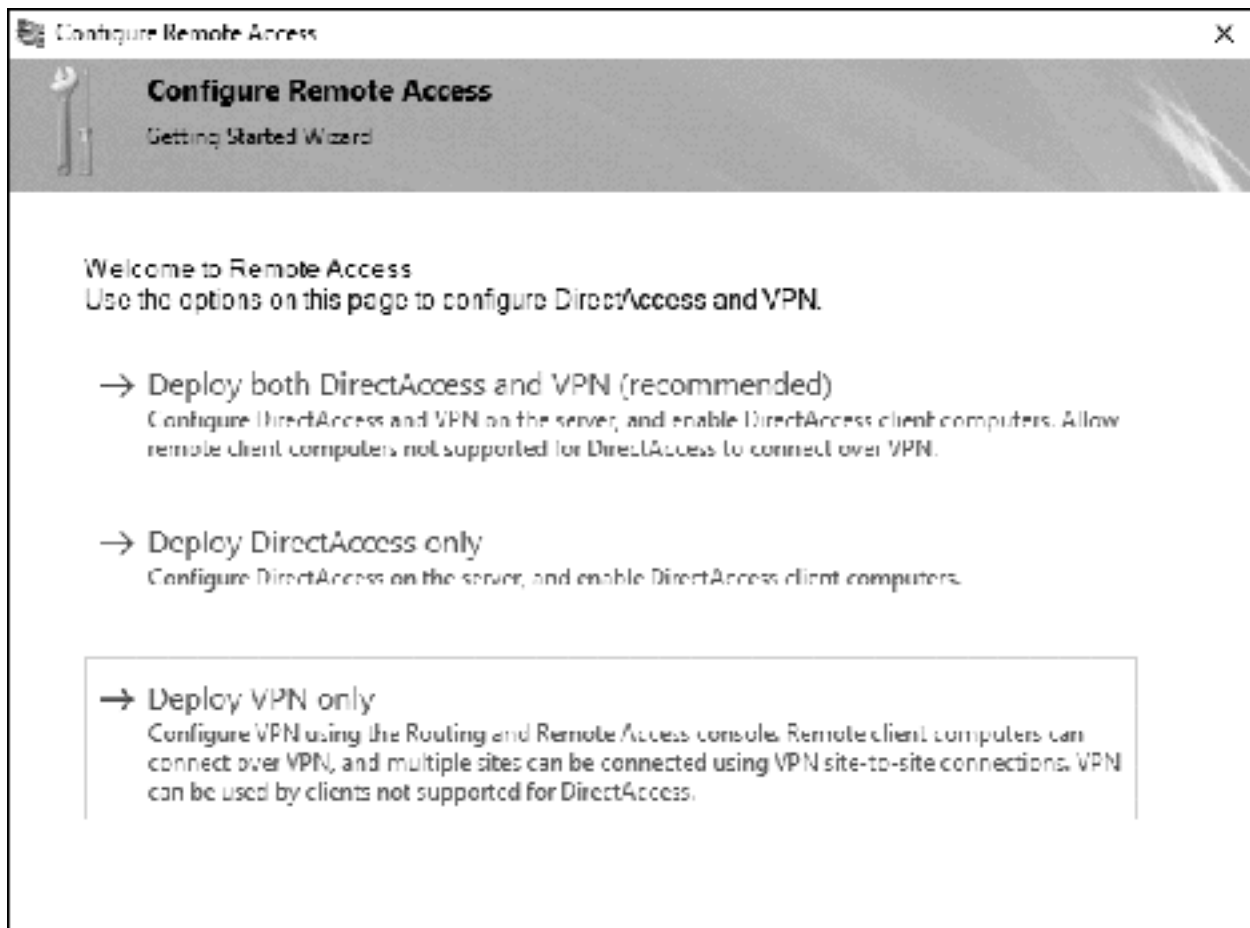 Configure Remote Access
Configure Remote Access
Getting Started Wizard
Welcome to Remote Access
Use the options on this page to configure DirectAccess and VPN.
Deploy both DirectAccess and VPN (recommended)
Configure DirectAccess and VPN on the server, and enable DirectAccess client computers. Allow
remote client computers not supported for DirectAccess to connect over VPN.
Deploy DirectAccess only
Configure DirectAccess on the server, and enable DirectAccess client computers.
Deploy VPN only
Configure VPN using the Routing and Remote Access console. Remote client computers can
connect over VPN, and multiple sites can be connected using VPN site-to-site connections. VPN
can be used by clients not supported for DirectAccess.